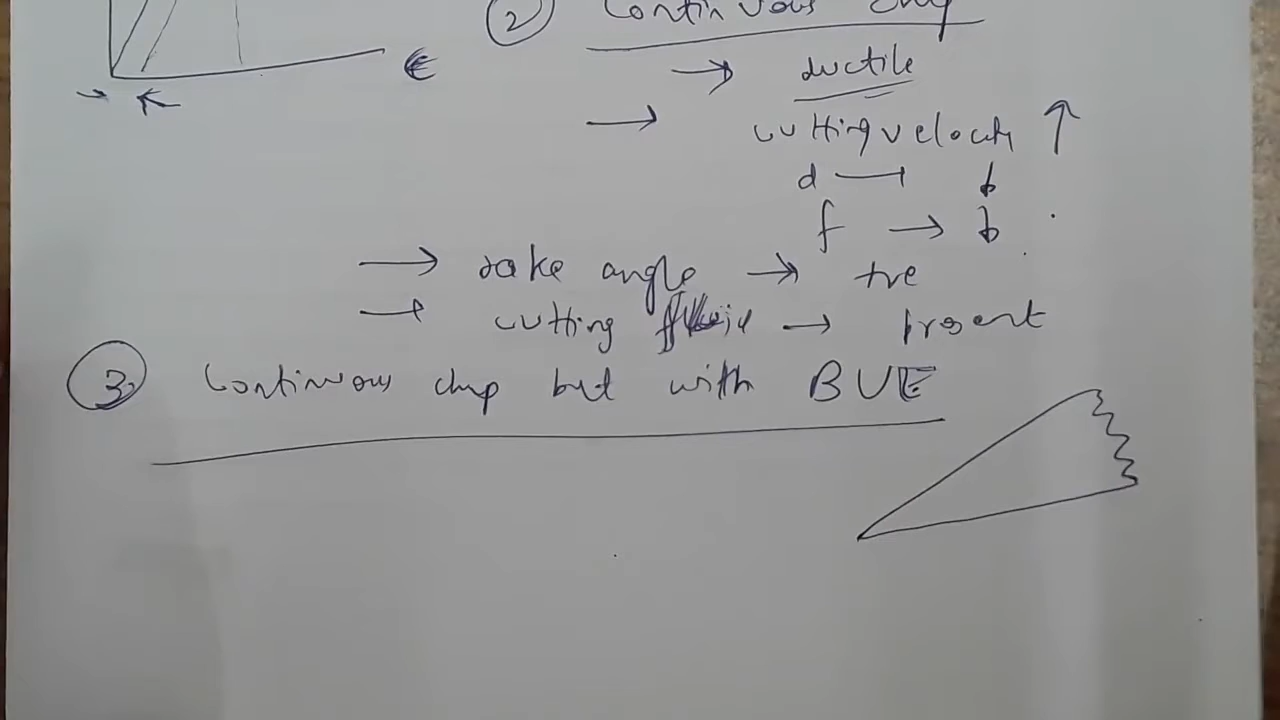 ② Continuous chip
→ ductile
→ cutting velocity ↑
d →
f →
→ rake angle → +ve
→ cutting fluid → present
③ Continuous chip but with BUE
ε